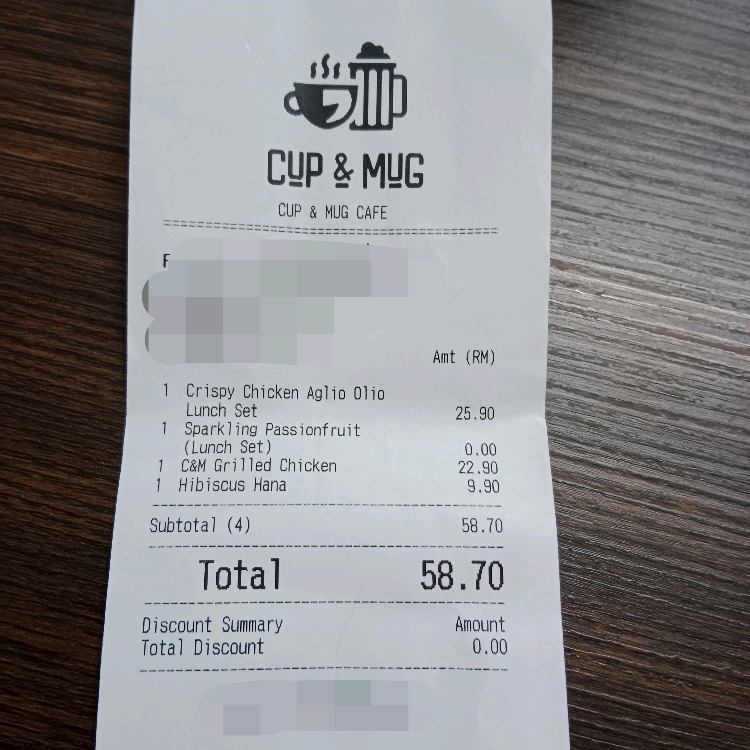 CUP & MUG
CUP & MUG CAFE
F
Amt (RM)
1 Crispy Chicken Aglio Olio
Lunch Set 25.90
1 Sparkling Passionfruit
(Lunch Set) 0.00
1 C&M Grilled Chicken 22.90
1 Hibiscus Hana 9.90
Subtotal (4) 58.70
Total 58.70
Discount Summary Amount
Total Discount 0.00